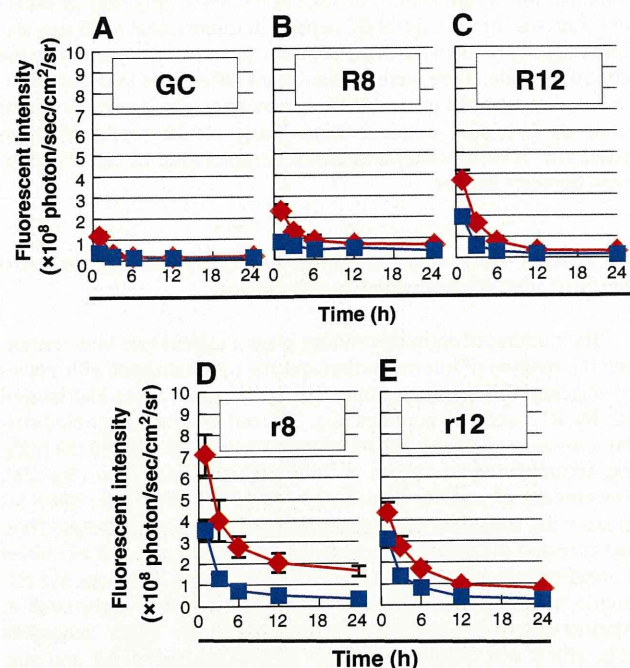 A
B
C
Fluorescent intensity
(×10⁸ photon/sec/cm²/sr)
10
9
8
7
6
5
4
3
2
1
0
GC
R8
R12
0 6 12 18 24
0 6 12 18 24
0 6 12 18 24
Time (h)
D
E
Fluorescent intensity
(×10⁸ photon/sec/cm²/sr)
10
9
8
7
6
5
4
3
2
1
0
r8
r12
0 6 12 18 24
0 6 12 18 24
Time (h)